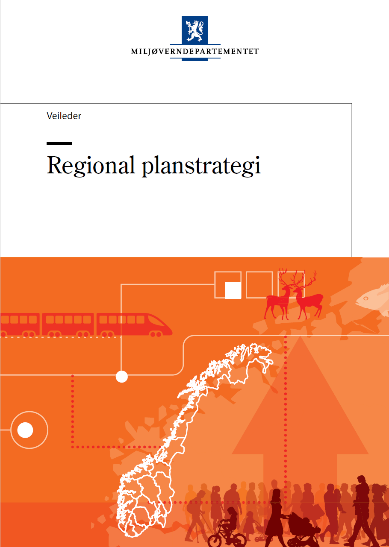 MILJØVERNDEPARTEMENTET
Veileder
Regional planstrategi